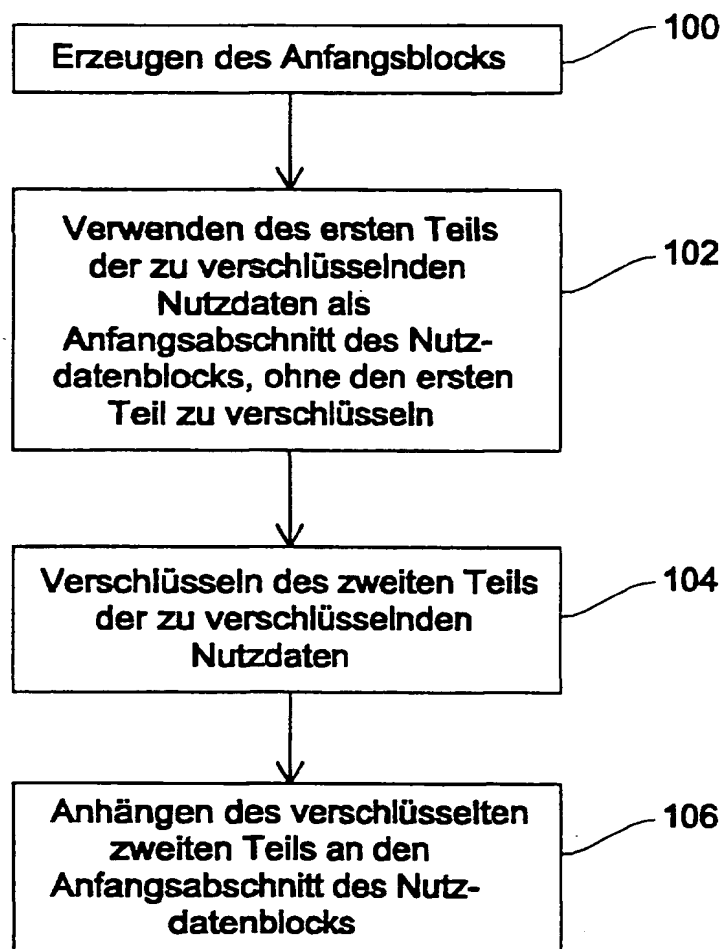 Erzeugen des Anfangsblocks
100
Verwenden des ersten Teils
der zu verschlüsselnden
Nutzdaten als
Anfangsabschnitt des Nutz-
datenblocks, ohne den ersten
Teil zu verschlüsseln
102
Verschlüsseln des zweiten Teils
der zu verschlüsselnden
Nutzdaten
104
Anhängen des verschlüsselten
zweiten Teils an den
Anfangsabschnitt des Nutz-
datenblocks
106